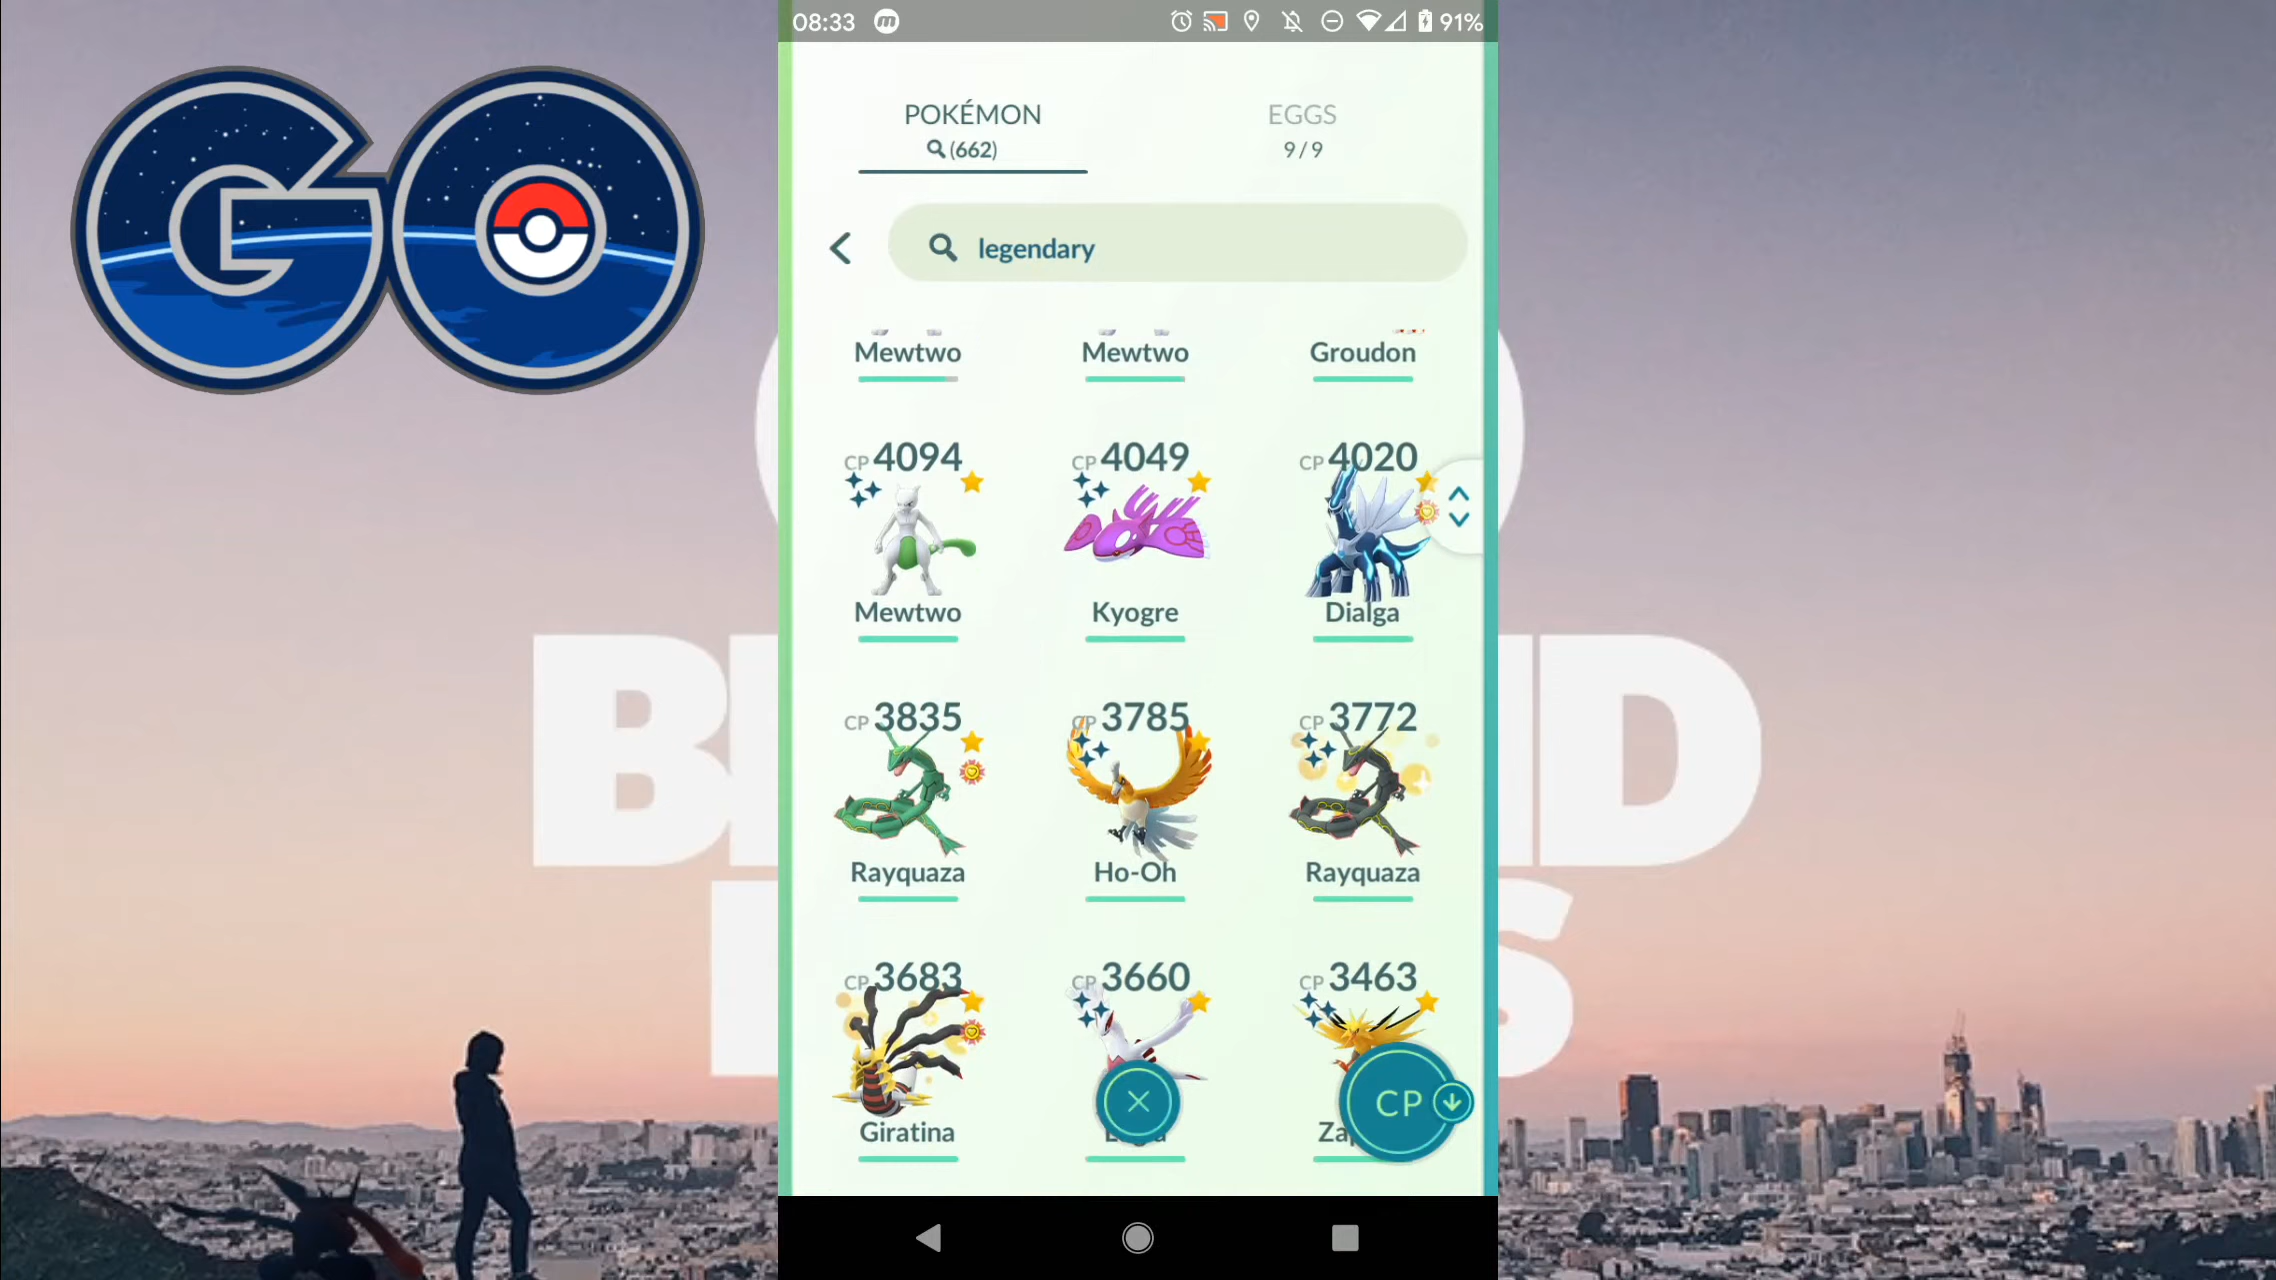 08:33
91%
GO
POKÉMON
(662)
EGGS
9 / 9
legendary
Mewtwo
Mewtwo
Groudon
CP 4094
CP 4049
CP 4020
Mewtwo
Kyogre
Dialga
CP 3835
CP 3785
CP 3772
Rayquaza
Ho-Oh
Rayquaza
CP 3683
CP 3660
CP 3463
Giratina
CP